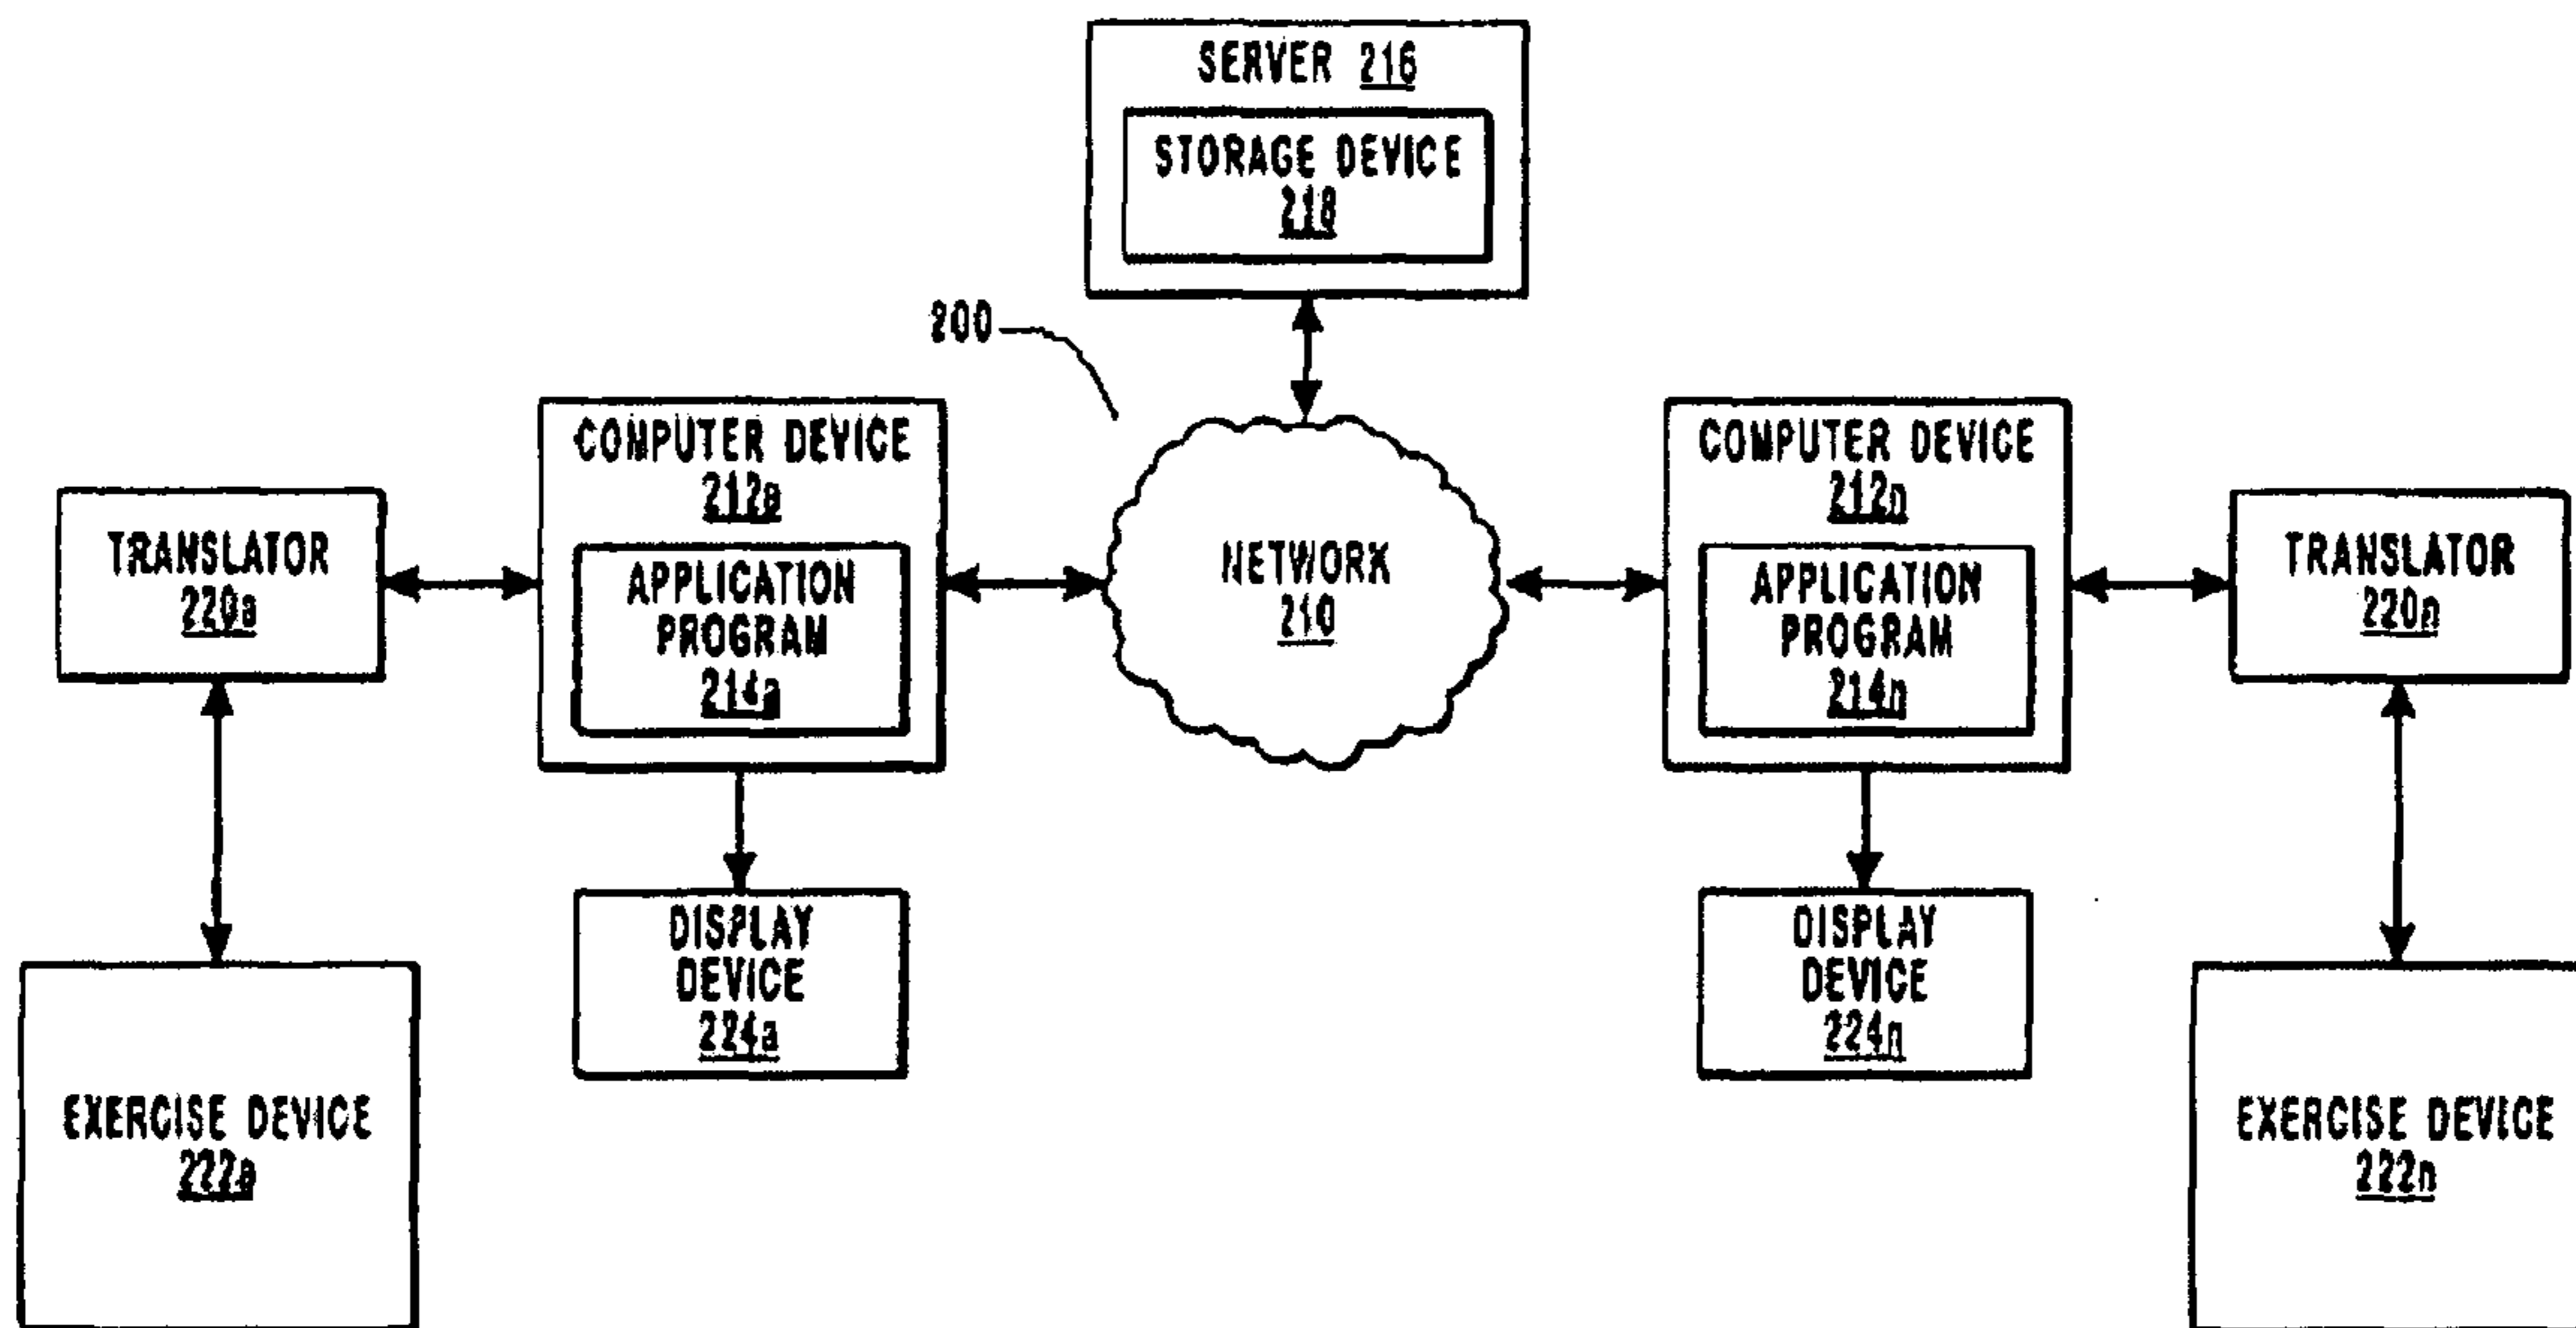 SERVER 216
STORAGE DEVICE
218
200
COMPUTER DEVICE
212a
APPLICATION
PROGRAM
214a
NETWORK
210
COMPUTER DEVICE
212n
APPLICATION
PROGRAM
214n
TRANSLATOR
220a
TRANSLATOR
220n
DISPLAY
DEVICE
224a
DISPLAY
DEVICE
224n
EXERCISE DEVICE
222a
EXERCISE DEVICE
222n